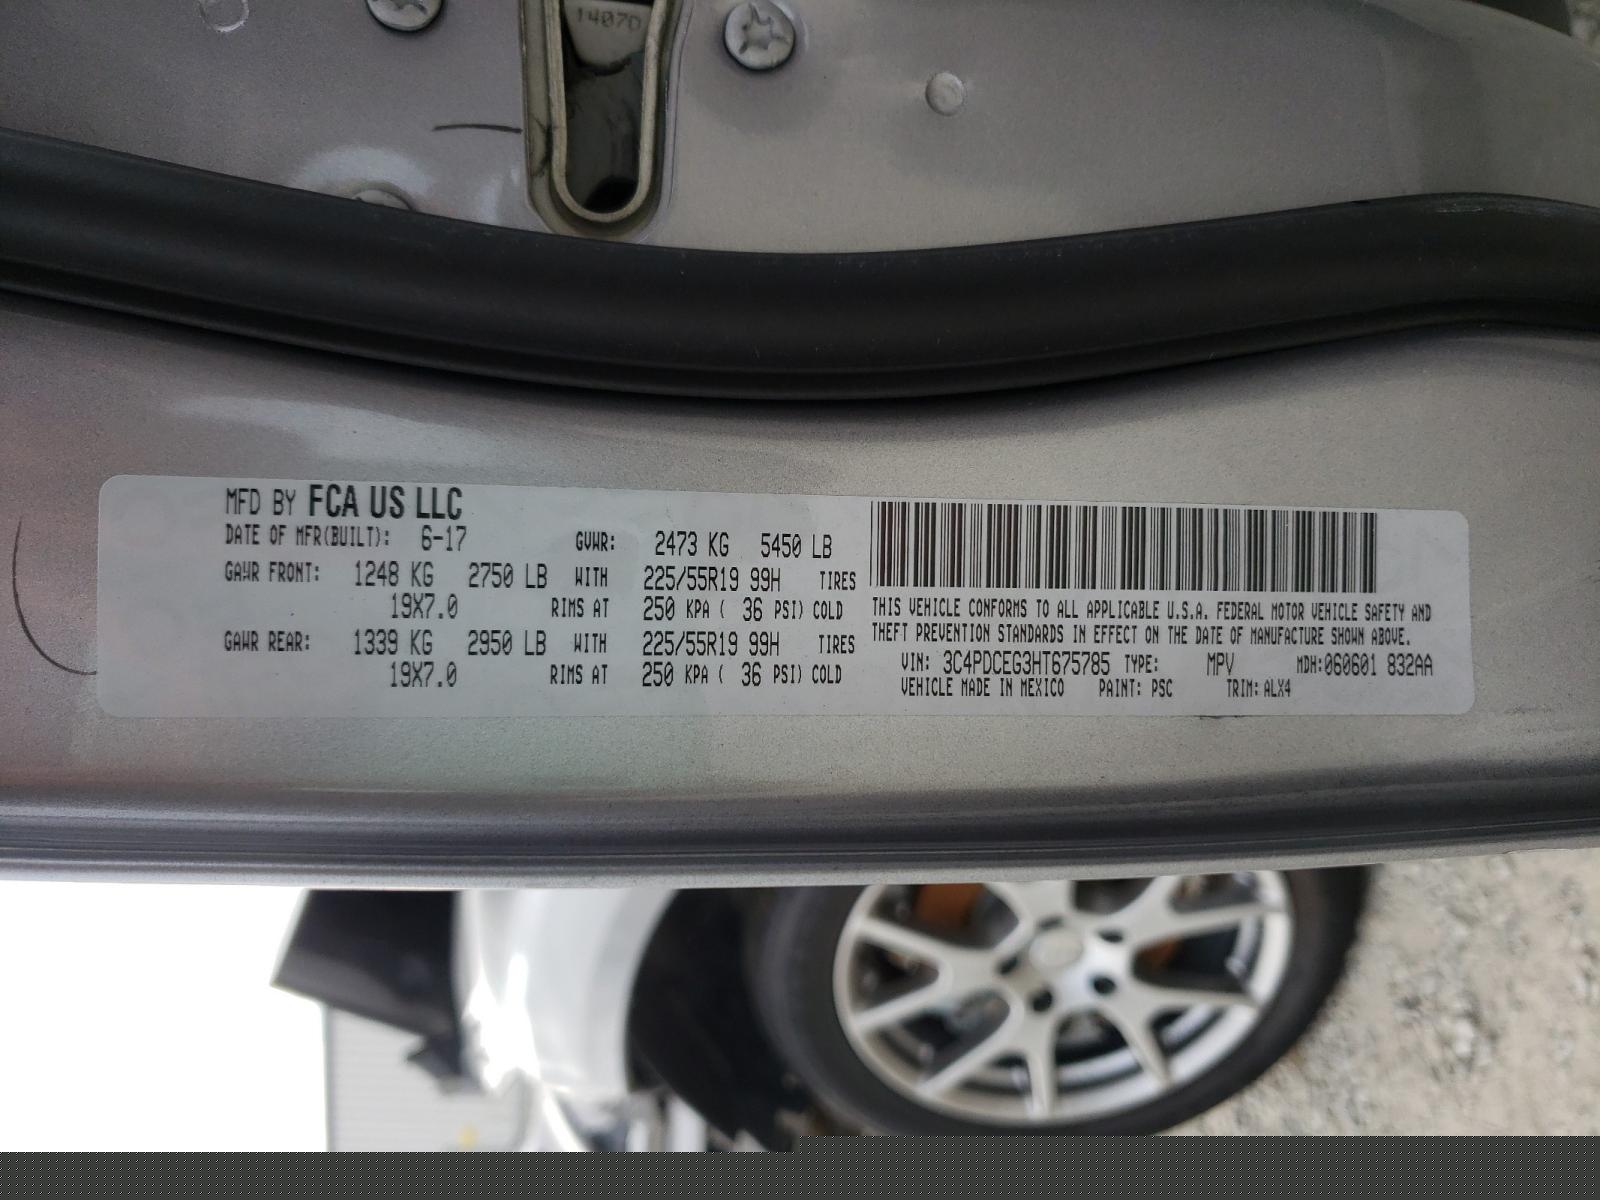 1407D
MFD BY FCA US LLC
DATE OF MFR(BUILT): 6-17 GVWR: 2473 KG 5450 LB
GAWR FRONT: 1248 KG 2750 LB WITH 225/55R19 99H TIRES
19X7.0 RIMS AT 250 KPA ( 36 PSI) COLD
GAWR REAR: 1339 KG 2950 LB WITH 225/55R19 99H TIRES
19X7.0 RIMS AT 250 KPA ( 36 PSI) COLD
THIS VEHICLE CONFORMS TO ALL APPLICABLE U.S.A. FEDERAL MOTOR VEHICLE SAFETY AND
THEFT PREVENTION STANDARDS IN EFFECT ON THE DATE OF MANUFACTURE SHOWN ABOVE.
VIN: 3C4PDCEG3HT675785 TYPE: MPV MDH:060601 832AA
VEHICLE MADE IN MEXICO PAINT: PSC TRIM: ALX4